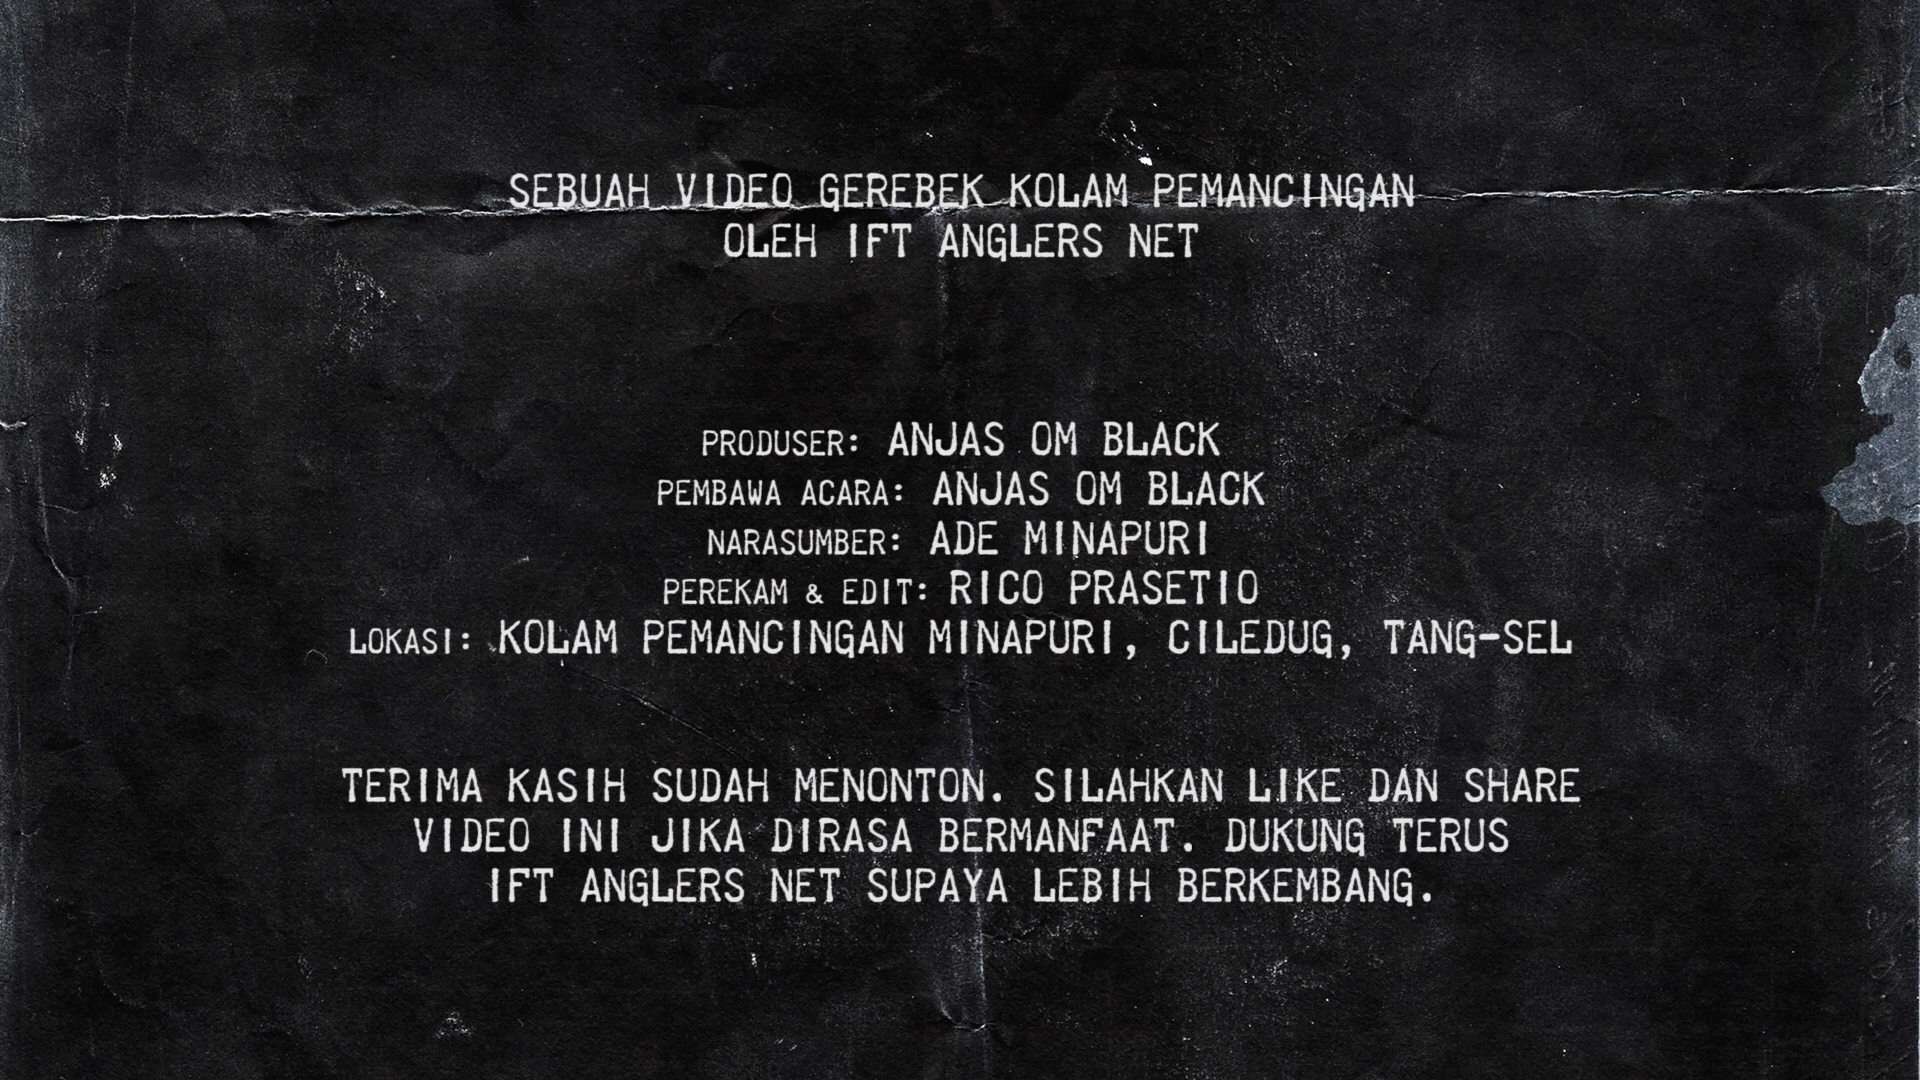 SEBUAH VIDEO GEREBEK KOLAM PEMANCINGAN
OLEH IFT ANGLERS NET
PRODUSER: ANJAS OM BLACK
PEMBAWA ACARA: ANJAS OM BLACK
NARASUMBER: ADE MINAPURI
PEREKAM & EDIT: RICO PRASETIO
LOKASI: KOLAM PEMANCINGAN MINAPURI, CILEDUG, TANG-SEL
TERIMA KASIH SUDAH MENONTON. SILAHKAN LIKE DAN SHARE
VIDEO INI JIKA DIRASA BERMANFAAT. DUKUNG TERUS
IFT ANGLERS NET SUPAYA LEBIH BERKEMBANG.